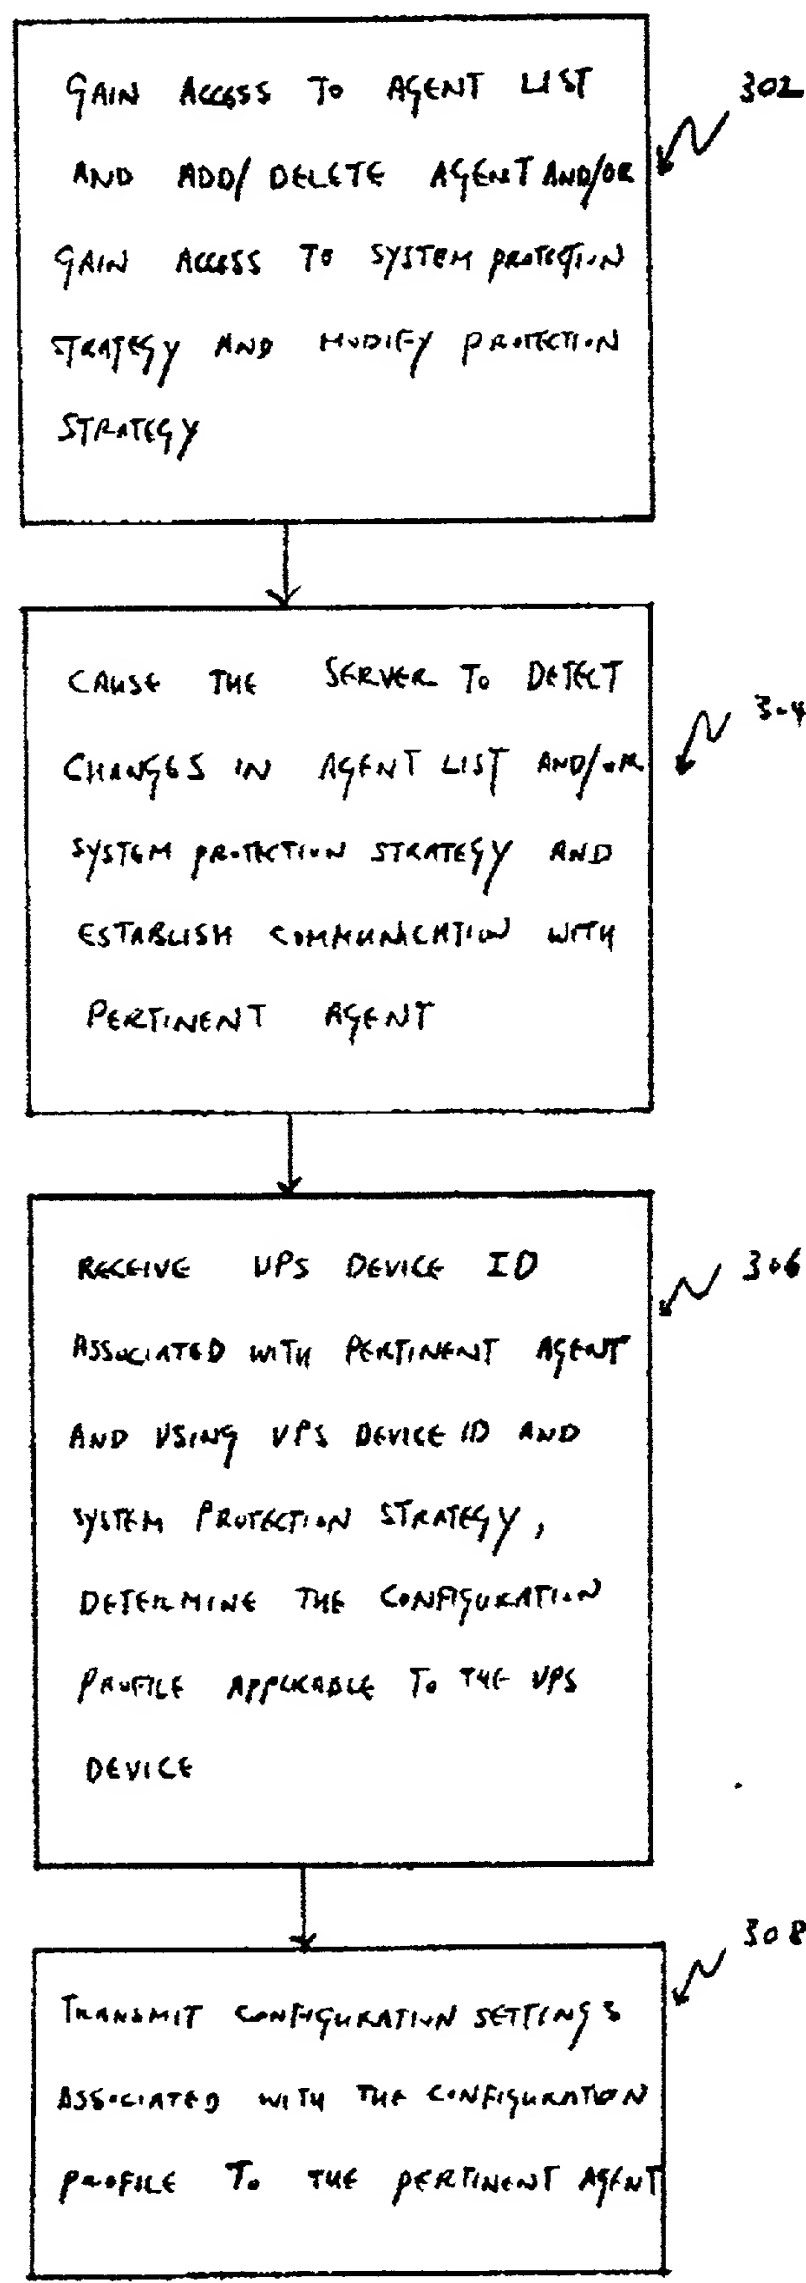 GAIN ACCESS TO AGENT LIST
302
AND ADD/DELETE AGENT AND/OR
GAIN ACCESS TO SYSTEM PROTECTION
STRATEGY AND MODIFY PROTECTION
STRATEGY
CAUSE THE SERVER TO DETECT
304
CHANGES IN AGENT LIST AND/OR
SYSTEM PROTECTION STRATEGY AND
ESTABLISH COMMUNICATION WITH
PERTINENT AGENT
RECEIVE UPS DEVICE ID
306
ASSOCIATED WITH PERTINENT AGENT
AND USING UPS DEVICE ID AND
SYSTEM PROTECTION STRATEGY,
DETERMINE THE CONFIGURATION
PROFILE APPLICABLE TO THE UPS
DEVICE
308
TRANSMIT CONFIGURATION SETTINGS
ASSOCIATED WITH THE CONFIGURATION
PROFILE TO THE PERTINENT AGENT